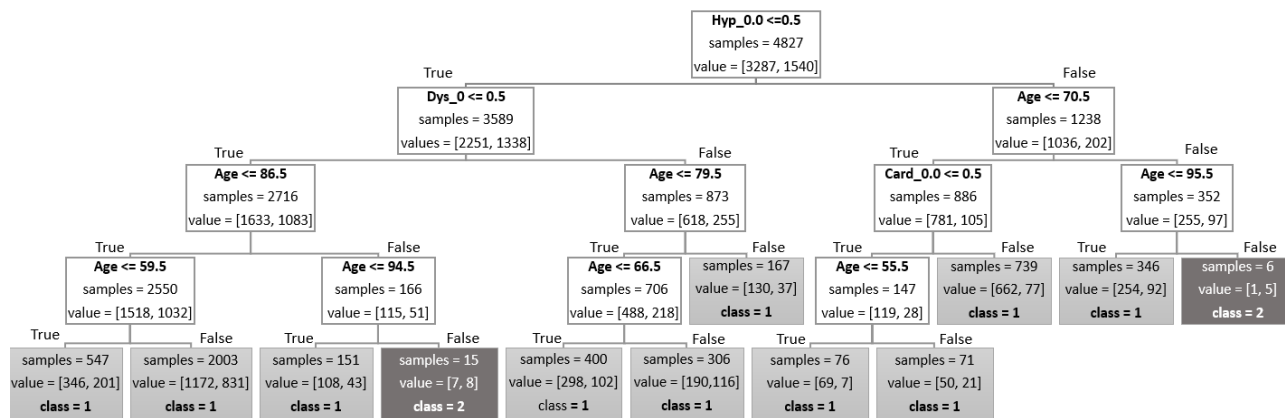 Hyp_0.0 <=0.5
samples = 4827
value = [3287, 1540]
True
False
Dys_0 <= 0.5
samples = 3589
values = [2251, 1338]
Age <= 70.5
samples = 1238
value = [1036, 202]
True
False
True
False
Age <= 86.5
samples = 2716
value = [1633, 1083]
Age <= 79.5
samples = 873
value = [618, 255]
Card_0.0 <= 0.5
samples = 886
value = [781, 105]
Age <= 95.5
samples = 352
value = [255, 97]
True
False
True
False
True
False
True
False
Age <= 59.5
samples = 2550
value = [1518, 1032]
Age <= 94.5
samples = 166
value = [115, 51]
Age <= 66.5
samples = 706
value = [488, 218]
samples = 167
value = [130, 37]
class = 1
Age <= 55.5
samples = 147
value = [119, 28]
samples = 739
value = [662, 77]
class = 1
samples = 346
value = [254, 92]
class = 1
samples = 6
value = [1, 5]
class = 2
True
False
True
False
True
False
True
False
samples = 547
value = [346, 201]
class = 1
samples = 2003
value = [1172, 831]
class = 1
samples = 151
value = [108, 43]
class = 1
samples = 15
value = [7, 8]
class = 2
samples = 400
value = [298, 102]
class = 1
samples = 306
value = [190,116]
class = 1
samples = 76
value = [69, 7]
class = 1
samples = 71
value = [50, 21]
class = 1